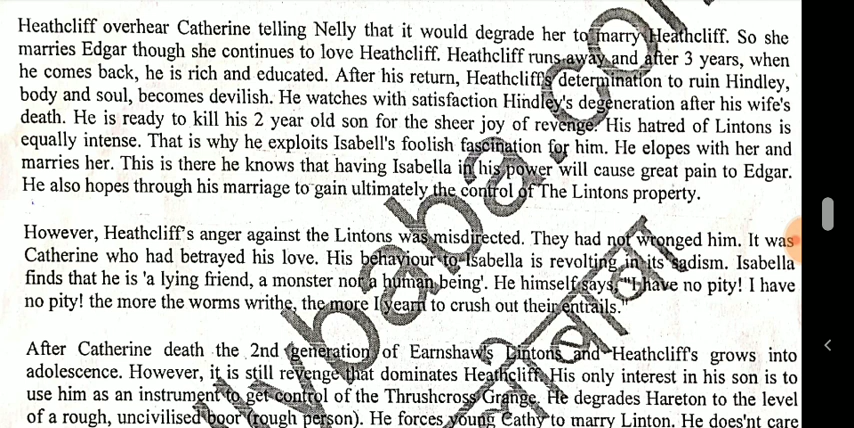 Heathcliff overhear Catherine telling Nelly that it would degrade her to marry Heathcliff. So she
marries Edgar though she continues to love Heathcliff. Heathcliff runs away and after 3 years, when
he comes back, he is rich and educated. After his return, Heathcliff's determination to ruin Hindley,
body and soul, becomes devilish. He watches with satisfaction Hindley's degeneration after his wife's
death. He is ready to kill his 2 year old son for the sheer joy of revenge. His hatred of Lintons is
equally intense. That is why he exploits Isabell's foolish fascination for him. He elopes with her and
marries her. This is there he knows that having Isabella in his power will cause great pain to Edgar.
He also hopes through his marriage to gain ultimately the control of The Lintons property.
However, Heathcliff's anger against the Lintons was misdirected. They had not wronged him. It was
Catherine who had betrayed his love. His behaviour to Isabella is revolting in its sadism. Isabella
finds that he is 'a lying friend, a monster not a human being'. He himself says, "I have no pity! I have
no pity! the more the worms writhe, the more I yearn to crush out their entrails."
After Catherine death the 2nd generation of Earnshaw's Lintons and Heathcliff's grows into
adolescence. However, it is still revenge that dominates Heathcliff. His only interest in his son is to
use him as an instrument to get control of the Thrushcross Grange. He degrades Hareton to the level
of a rough, uncivilised boor (rough person). He forces young Cathy to marry Linton. He does'nt care